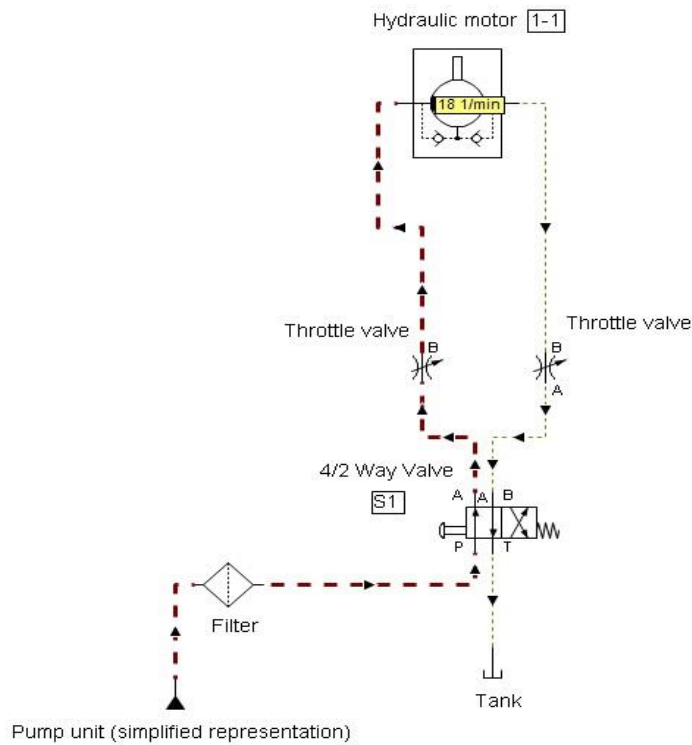 Hydraulic motor 1-1
18 1/min
Throttle valve
Throttle valve
B
B
A
4/2 Way Valve
S1
A A B
P T
Filter
Tank
Pump unit (simplified representation)